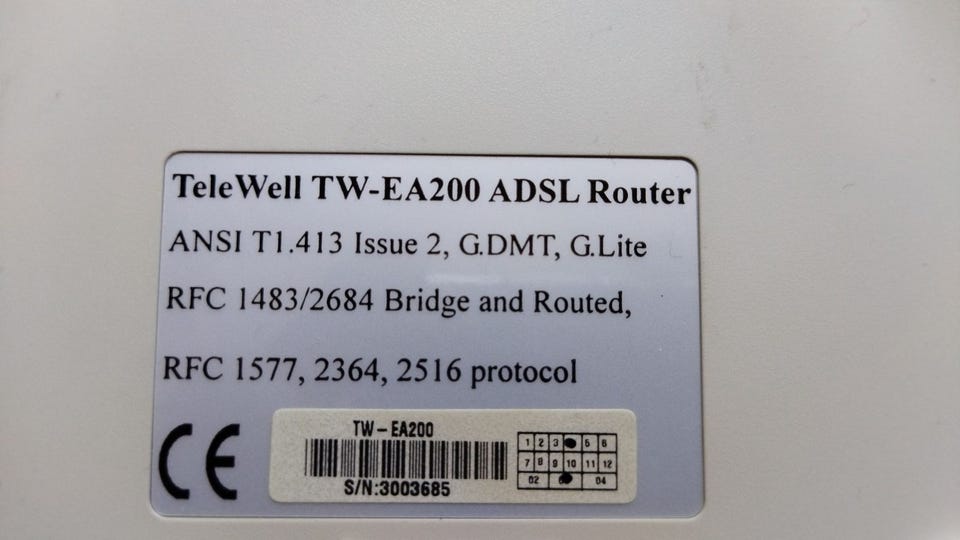 TeleWell TW-EA200 ADSL Router
ANSI T1.413 Issue 2, G.DMT, G.Lite
RFC 1483/2684 Bridge and Routed,
RFC 1577, 2364, 2516 protocol
CE
TW-EA200
S/N:3003685
1 2 3 5 6
7 8 9 10 11 12
02 04